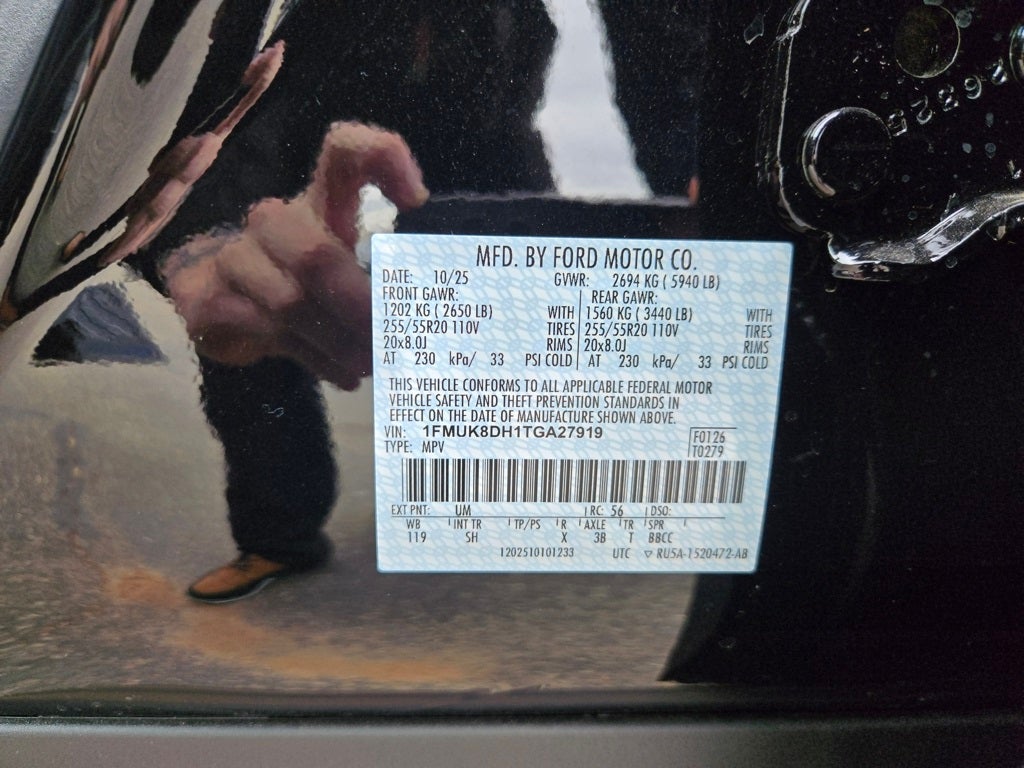 MFD. BY FORD MOTOR CO.
DATE: 10/25 GVWR: 2694 KG ( 5940 LB)
FRONT GAWR: REAR GAWR:
1202 KG ( 2650 LB) WITH 1560 KG ( 3440 LB) WITH
255/55R20 110V TIRES 255/55R20 110V TIRES
20x8.0J RIMS 20x8.0J RIMS
AT 230 kPa/ 33 PSI COLD AT 230 kPa/ 33 PSI COLD
THIS VEHICLE CONFORMS TO ALL APPLICABLE FEDERAL MOTOR
VEHICLE SAFETY AND THEFT PREVENTION STANDARDS IN
EFFECT ON THE DATE OF MANUFACTURE SHOWN ABOVE.
VIN: 1FMUK8DH1TGA27919 F0126
TYPE: MPV T0279
EXT PNT: UM RC: 56 DSO:
WB INT TR TP/PS R AXLE TR SPR
119 SH X 3B T BBCC
1202510101233 UTC ▽ RU5A-1520472-AB